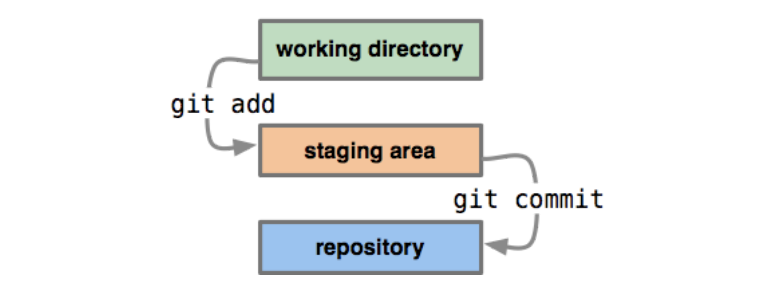 working directory
git add
staging area
git commit
repository